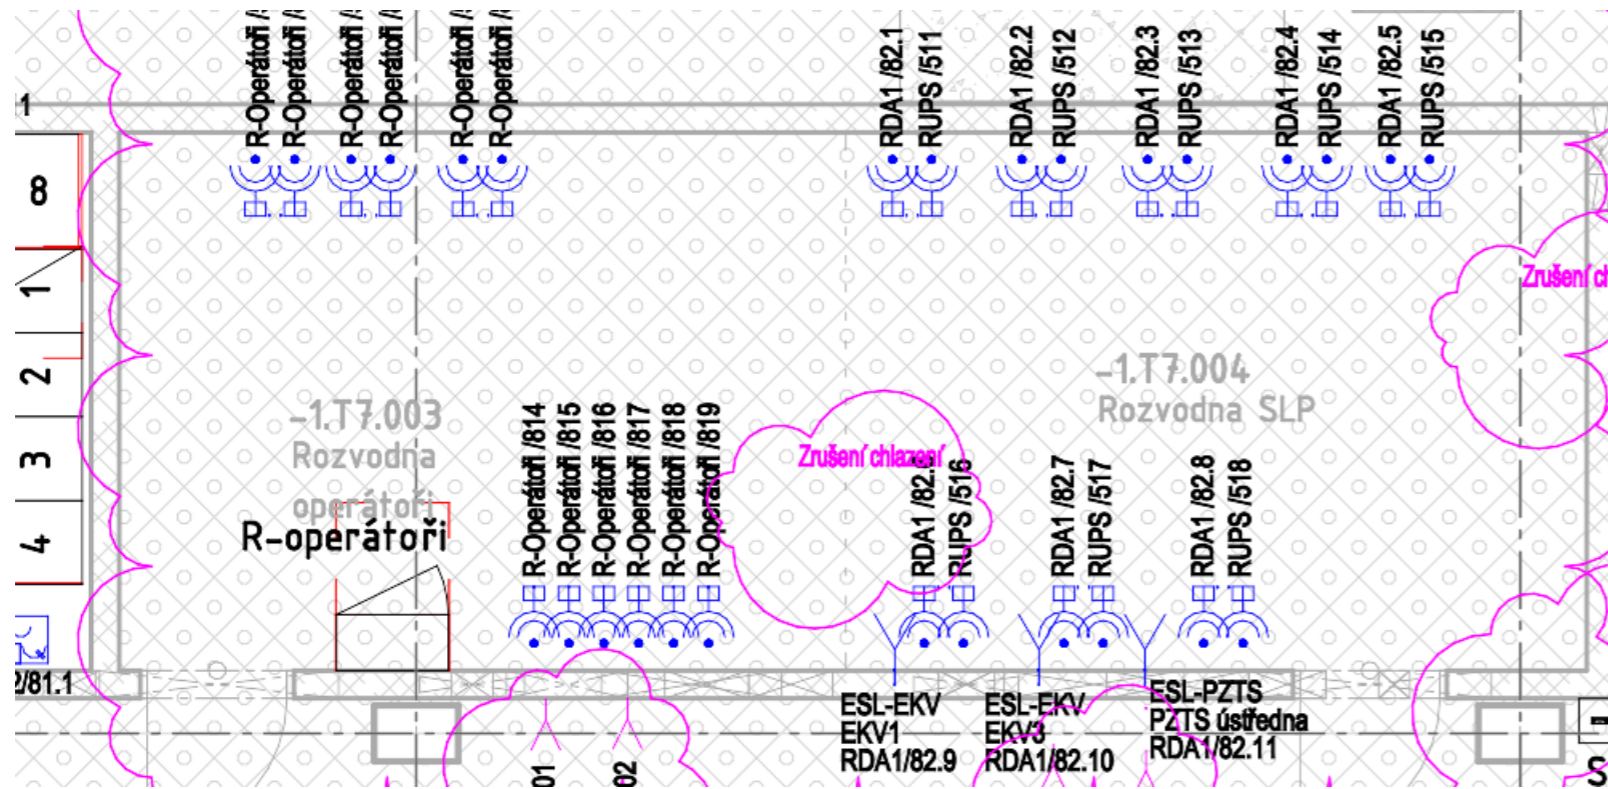 R-Operátoři /
R-Operátoři /
R-Operátoři /
R-Operátoři /
R-Operátoři /
R-Operátoři /
RDA1 /82.1
RUPS /511
RDA1 /82.2
RUPS /512
RDA1 /82.3
RUPS /513
RDA1 /82.4
RUPS /514
RDA1 /82.5
RUPS /515
1
8
1
2
3
4
Zrušení
-1.T7.003
Rozvodna
operátoři
R-operátoři
R-Operátoři /814
R-Operátoři /815
R-Operátoři /816
R-Operátoři /817
R-Operátoři /818
R-Operátoři /819
Zrušení chlazení
-1.T7.004
Rozvodna SLP
RUPS /516
RDA1 /82.7
RUPS /517
RDA1 /82.8
RUPS /518
/81.1
ESL-EKV
EKV1
RDA1/82.9
ESL-EKV
EKV3
RDA1/82.10
ESL-PZTS
PZTS ústředna
RDA1/82.11
01
02